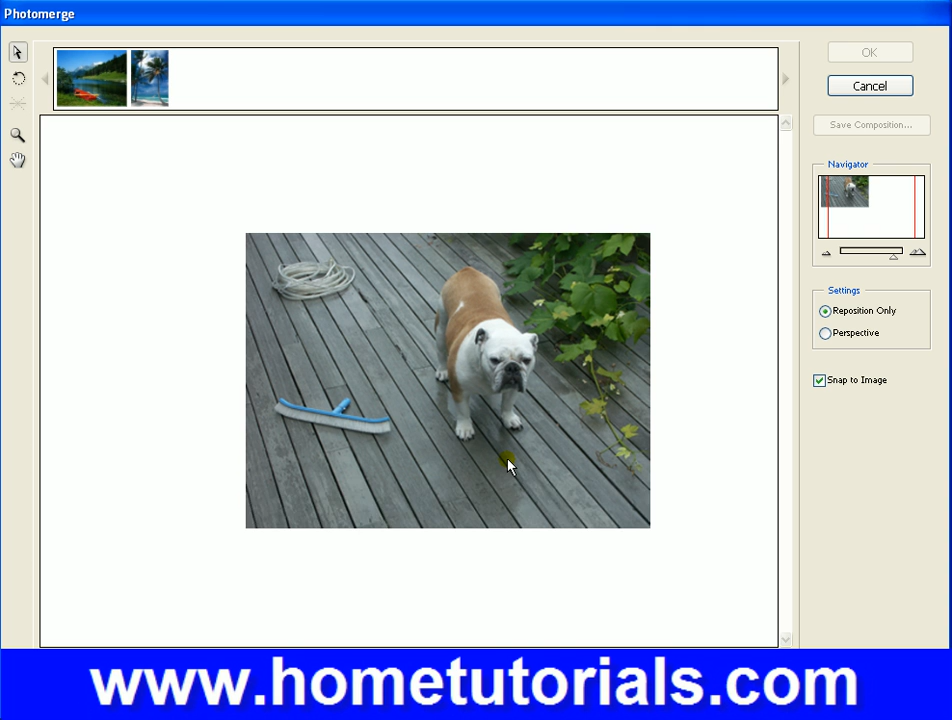 Photomerge
OK
Cancel
Save Composition...
Navigator
Settings
Reposition Only
Perspective
Snap to Image
www.hometutorials.com